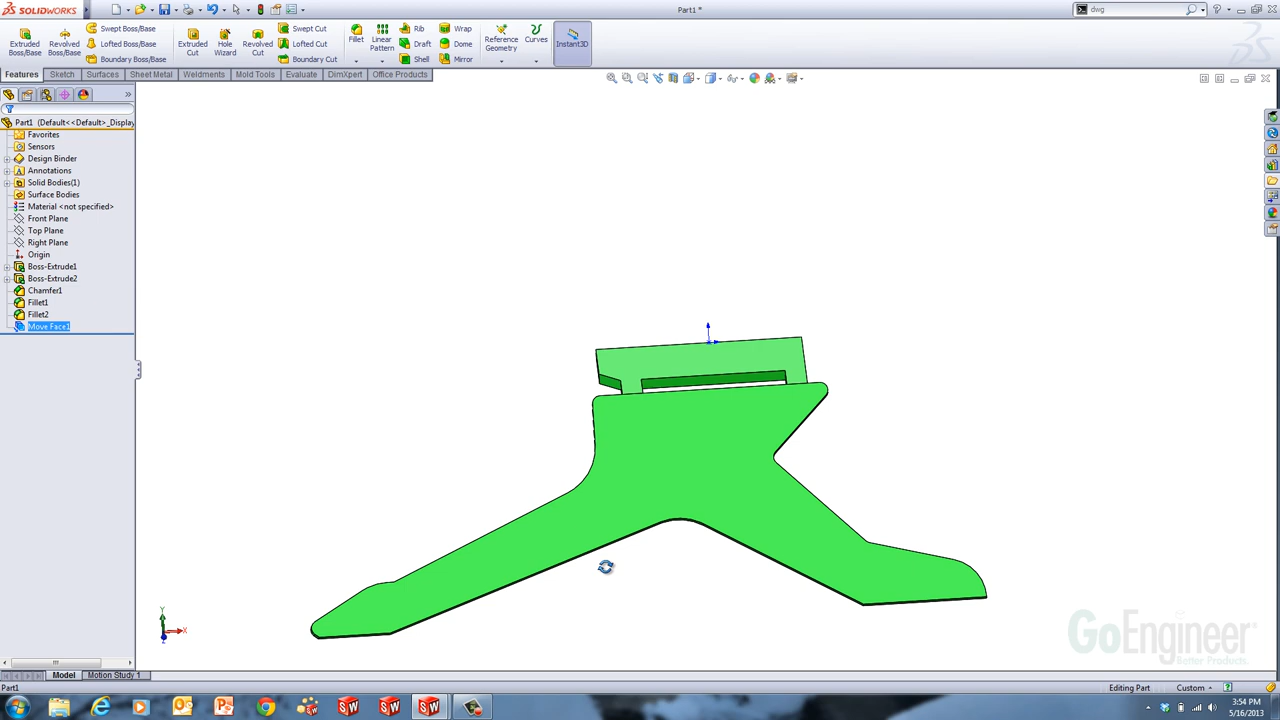 SOLIDWORKS
Part1 *
dwg
Extruded Boss/Base
Revolved Boss/Base
Swept Boss/Base
Lofted Boss/Base
Boundary Boss/Base
Extruded Cut
Hole Wizard
Revolved Cut
Swept Cut
Lofted Cut
Boundary Cut
Fillet
Linear Pattern
Rib
Draft
Shell
Wrap
Dome
Mirror
Reference Geometry
Curves
Instant3D
Features
Sketch
Surfaces
Sheet Metal
Weldments
Mold Tools
Evaluate
DimXpert
Office Products
Part1 (Default<<Default>_Display
Favorites
Sensors
Design Binder
Annotations
Solid Bodies(1)
Surface Bodies
Material <not specified>
Front Plane
Top Plane
Right Plane
Origin
Boss-Extrude1
Boss-Extrude2
Chamfer1
Fillet1
Fillet2
Move Face1
Y
X
Z
GoEngineer
Better Products.
Model
Motion Study 1
Part1
Editing Part
Custom
3:54 PM
5/16/2013